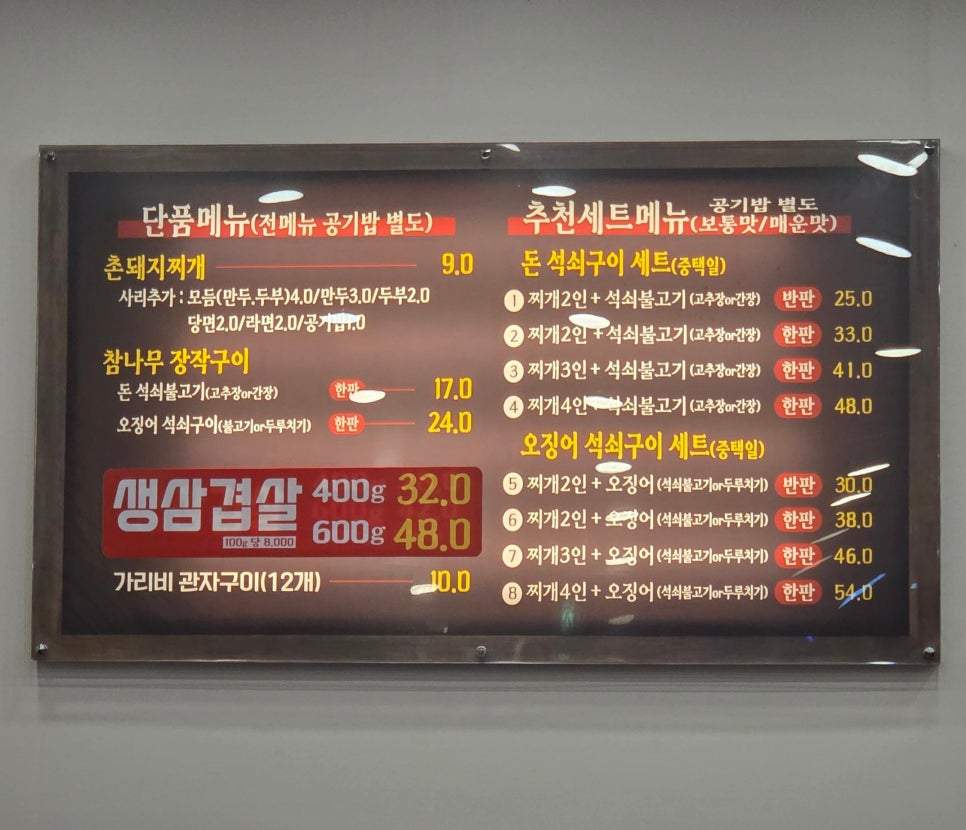 단품메뉴(전메뉴 공기밥 별도)
촌돼지찌개 9.0
사리추가 : 모듬(만두.두부)4.0/만두3.0/두부2.0
당면2.0/라면2.0/공기밥1.0
참나무 장작구이
돈 석쇠불고기(고추장or간장) 한판 17.0
오징어 석쇠구이(불고기or두루치기) 한판 24.0
생삼겹살 400g 32.0
100g 당 8,000 600g 48.0
가리비 관자구이(12개) 10.0
추천세트메뉴 공기밥 별도
(보통맛/매운맛)
돈 석쇠구이 세트(중택일)
1 찌개2인 + 석쇠불고기 (고추장or간장) 반판 25.0
2 찌개2인 + 석쇠불고기 (고추장or간장) 한판 33.0
3 찌개3인 + 석쇠불고기 (고추장or간장) 한판 41.0
4 찌개4인 + 석쇠불고기 (고추장or간장) 한판 48.0
오징어 석쇠구이 세트(중택일)
5 찌개2인 + 오징어 (석쇠불고기or두루치기) 반판 30.0
6 찌개2인 + 오징어 (석쇠불고기or두루치기) 한판 38.0
7 찌개3인 + 오징어 (석쇠불고기or두루치기) 한판 46.0
8 찌개4인 + 오징어 (석쇠불고기or두루치기) 한판 54.0